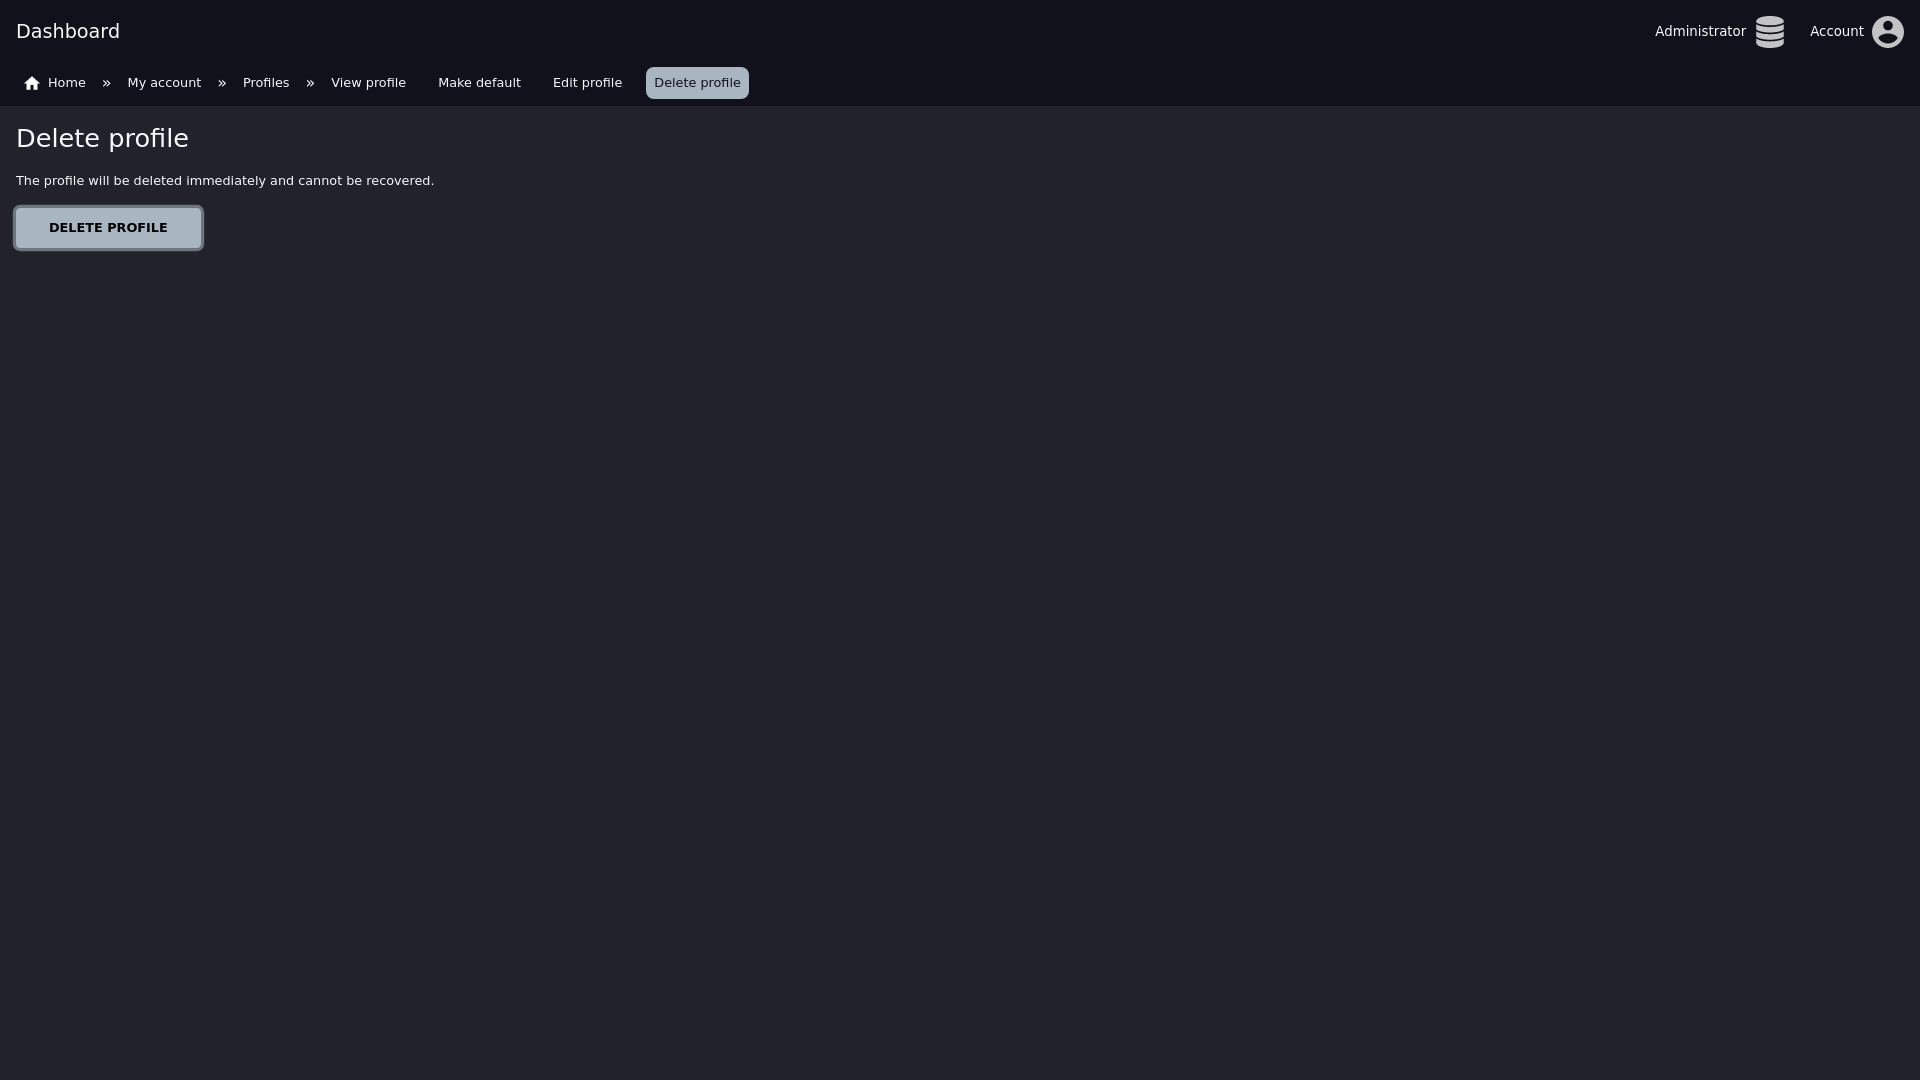 Dashboard
Administrator
Account
Home » My account » Profiles » View profile Make default Edit profile Delete profile
Delete profile
The profile will be deleted immediately and cannot be recovered.
DELETE PROFILE